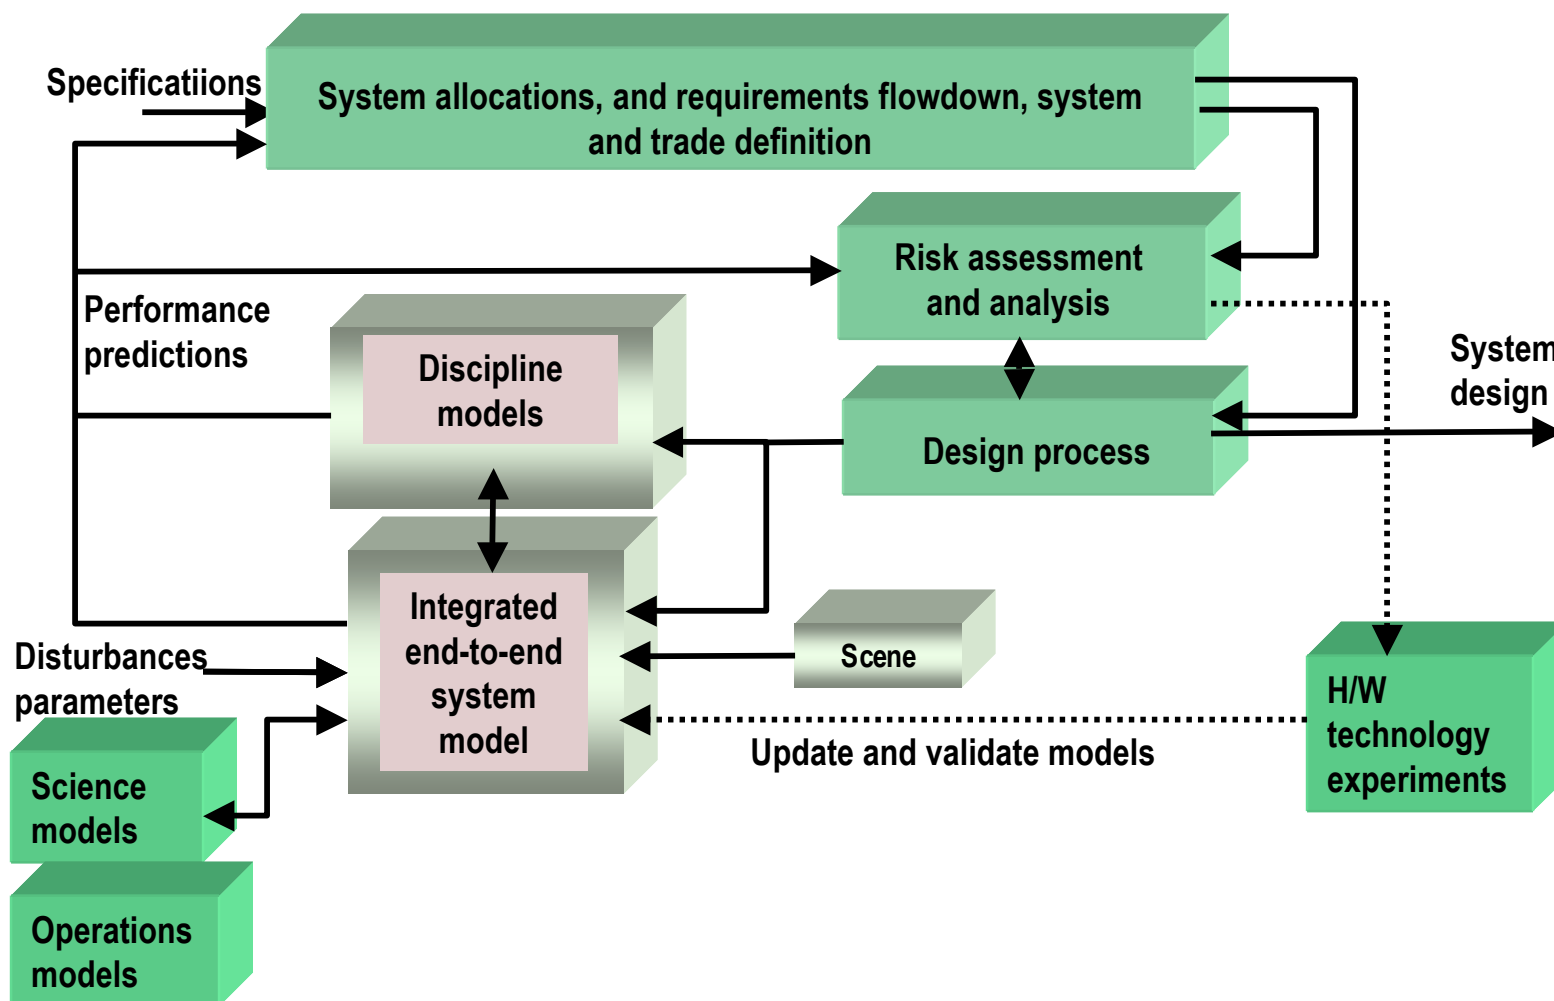 Specificatiions
System allocations, and requirements flowdown, system
and trade definition
Risk assessment
and analysis
Performance
predictions
Discipline
models
System
design
Design process
Integrated
end-to-end
system
model
Scene
Disturbances
parameters
H/W
technology
experiments
Update and validate models
Science
models
Operations
models